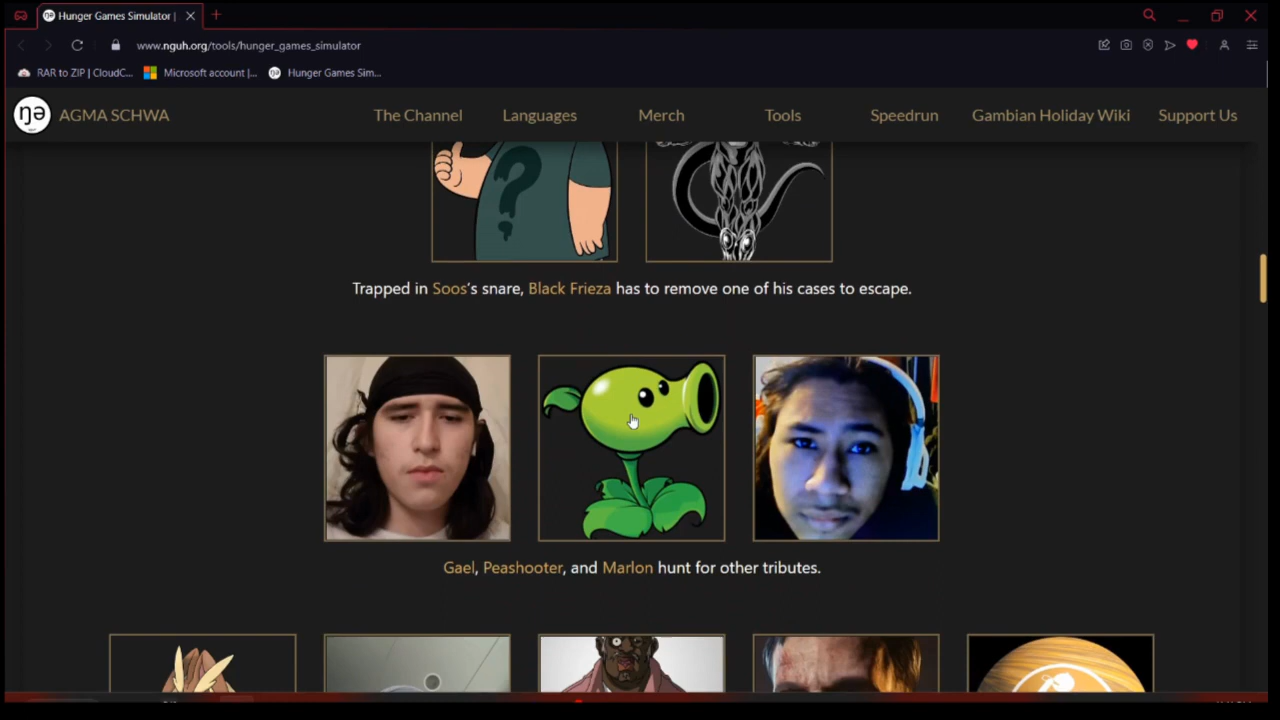 Hunger Games Simulator |
www.nguh.org/tools/hunger_games_simulator
RAR to ZIP | CloudC... Microsoft account |... Hunger Games Sim...
ŋə AGMA SCHWA The Channel Languages Merch Tools Speedrun Gambian Holiday Wiki Support Us
?
Trapped in Soos's snare, Black Frieza has to remove one of his cases to escape.
Gael, Peashooter, and Marlon hunt for other tributes.